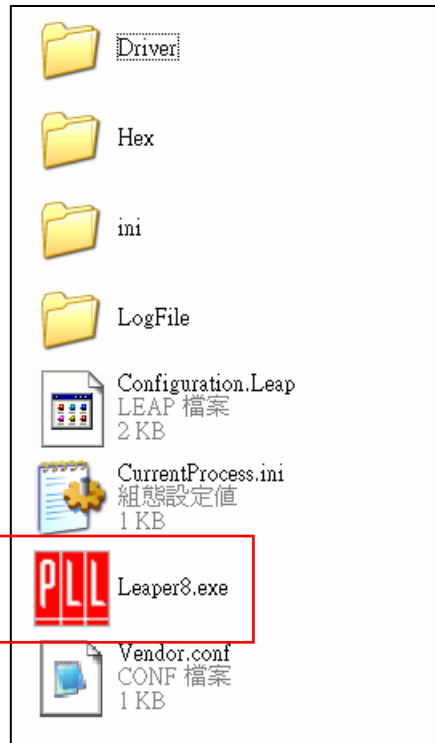 Driver
Hex
ini
LogFile
Configuration.Leap
LEAP 檔案
2 KB
CurrentProcess.ini
組態設定值
1 KB
PLL
Leaper8.exe
Vendor.conf
CONF 檔案
1 KB